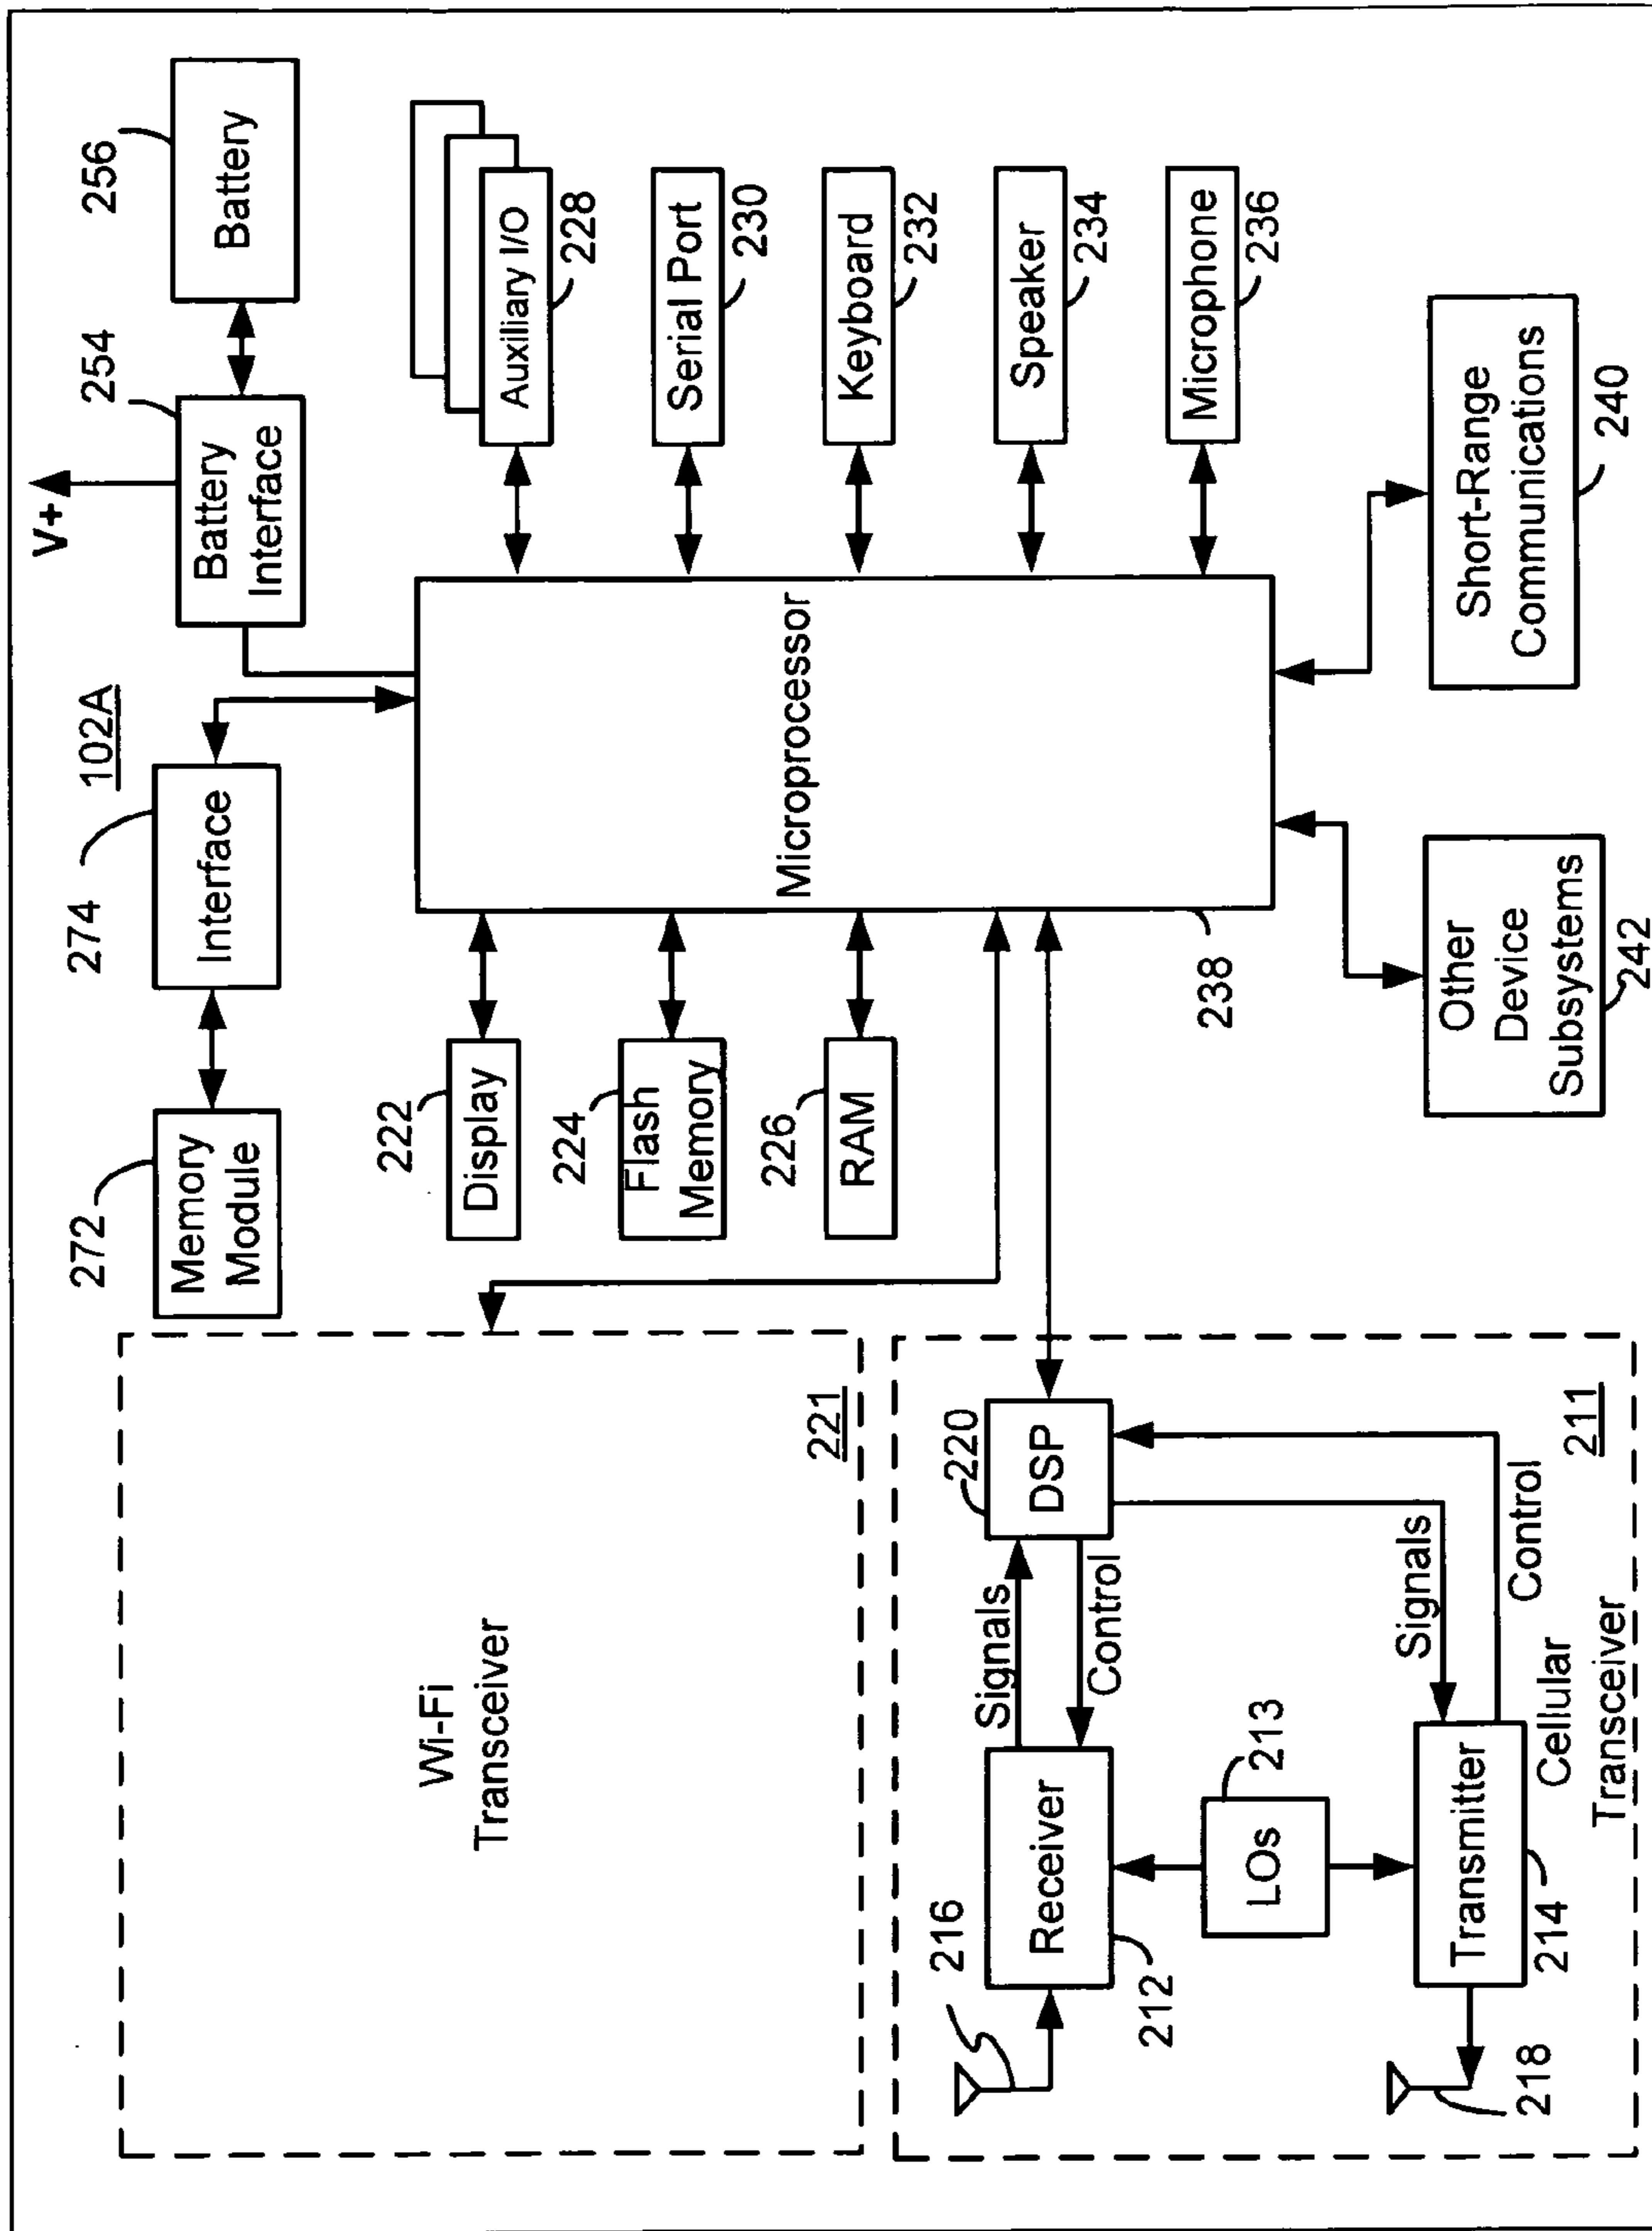 272
Memory
Module
274
Interface
102A
V+
254
Battery
Interface
256
Battery
Wi-Fi
Transceiver
221
222
Display
224
Flash
Memory
226
RAM
Microprocessor
238
Auxiliary I/O
228
Serial Port
230
Keyboard
232
Speaker
234
Microphone
236
216
Receiver
212
Signals
Control
220
DSP
213
LOs
Signals
Control
Transmitter
214
218
Cellular
Transceiver
211
Other
Device
Subsystems
242
Short-Range
Communications
240